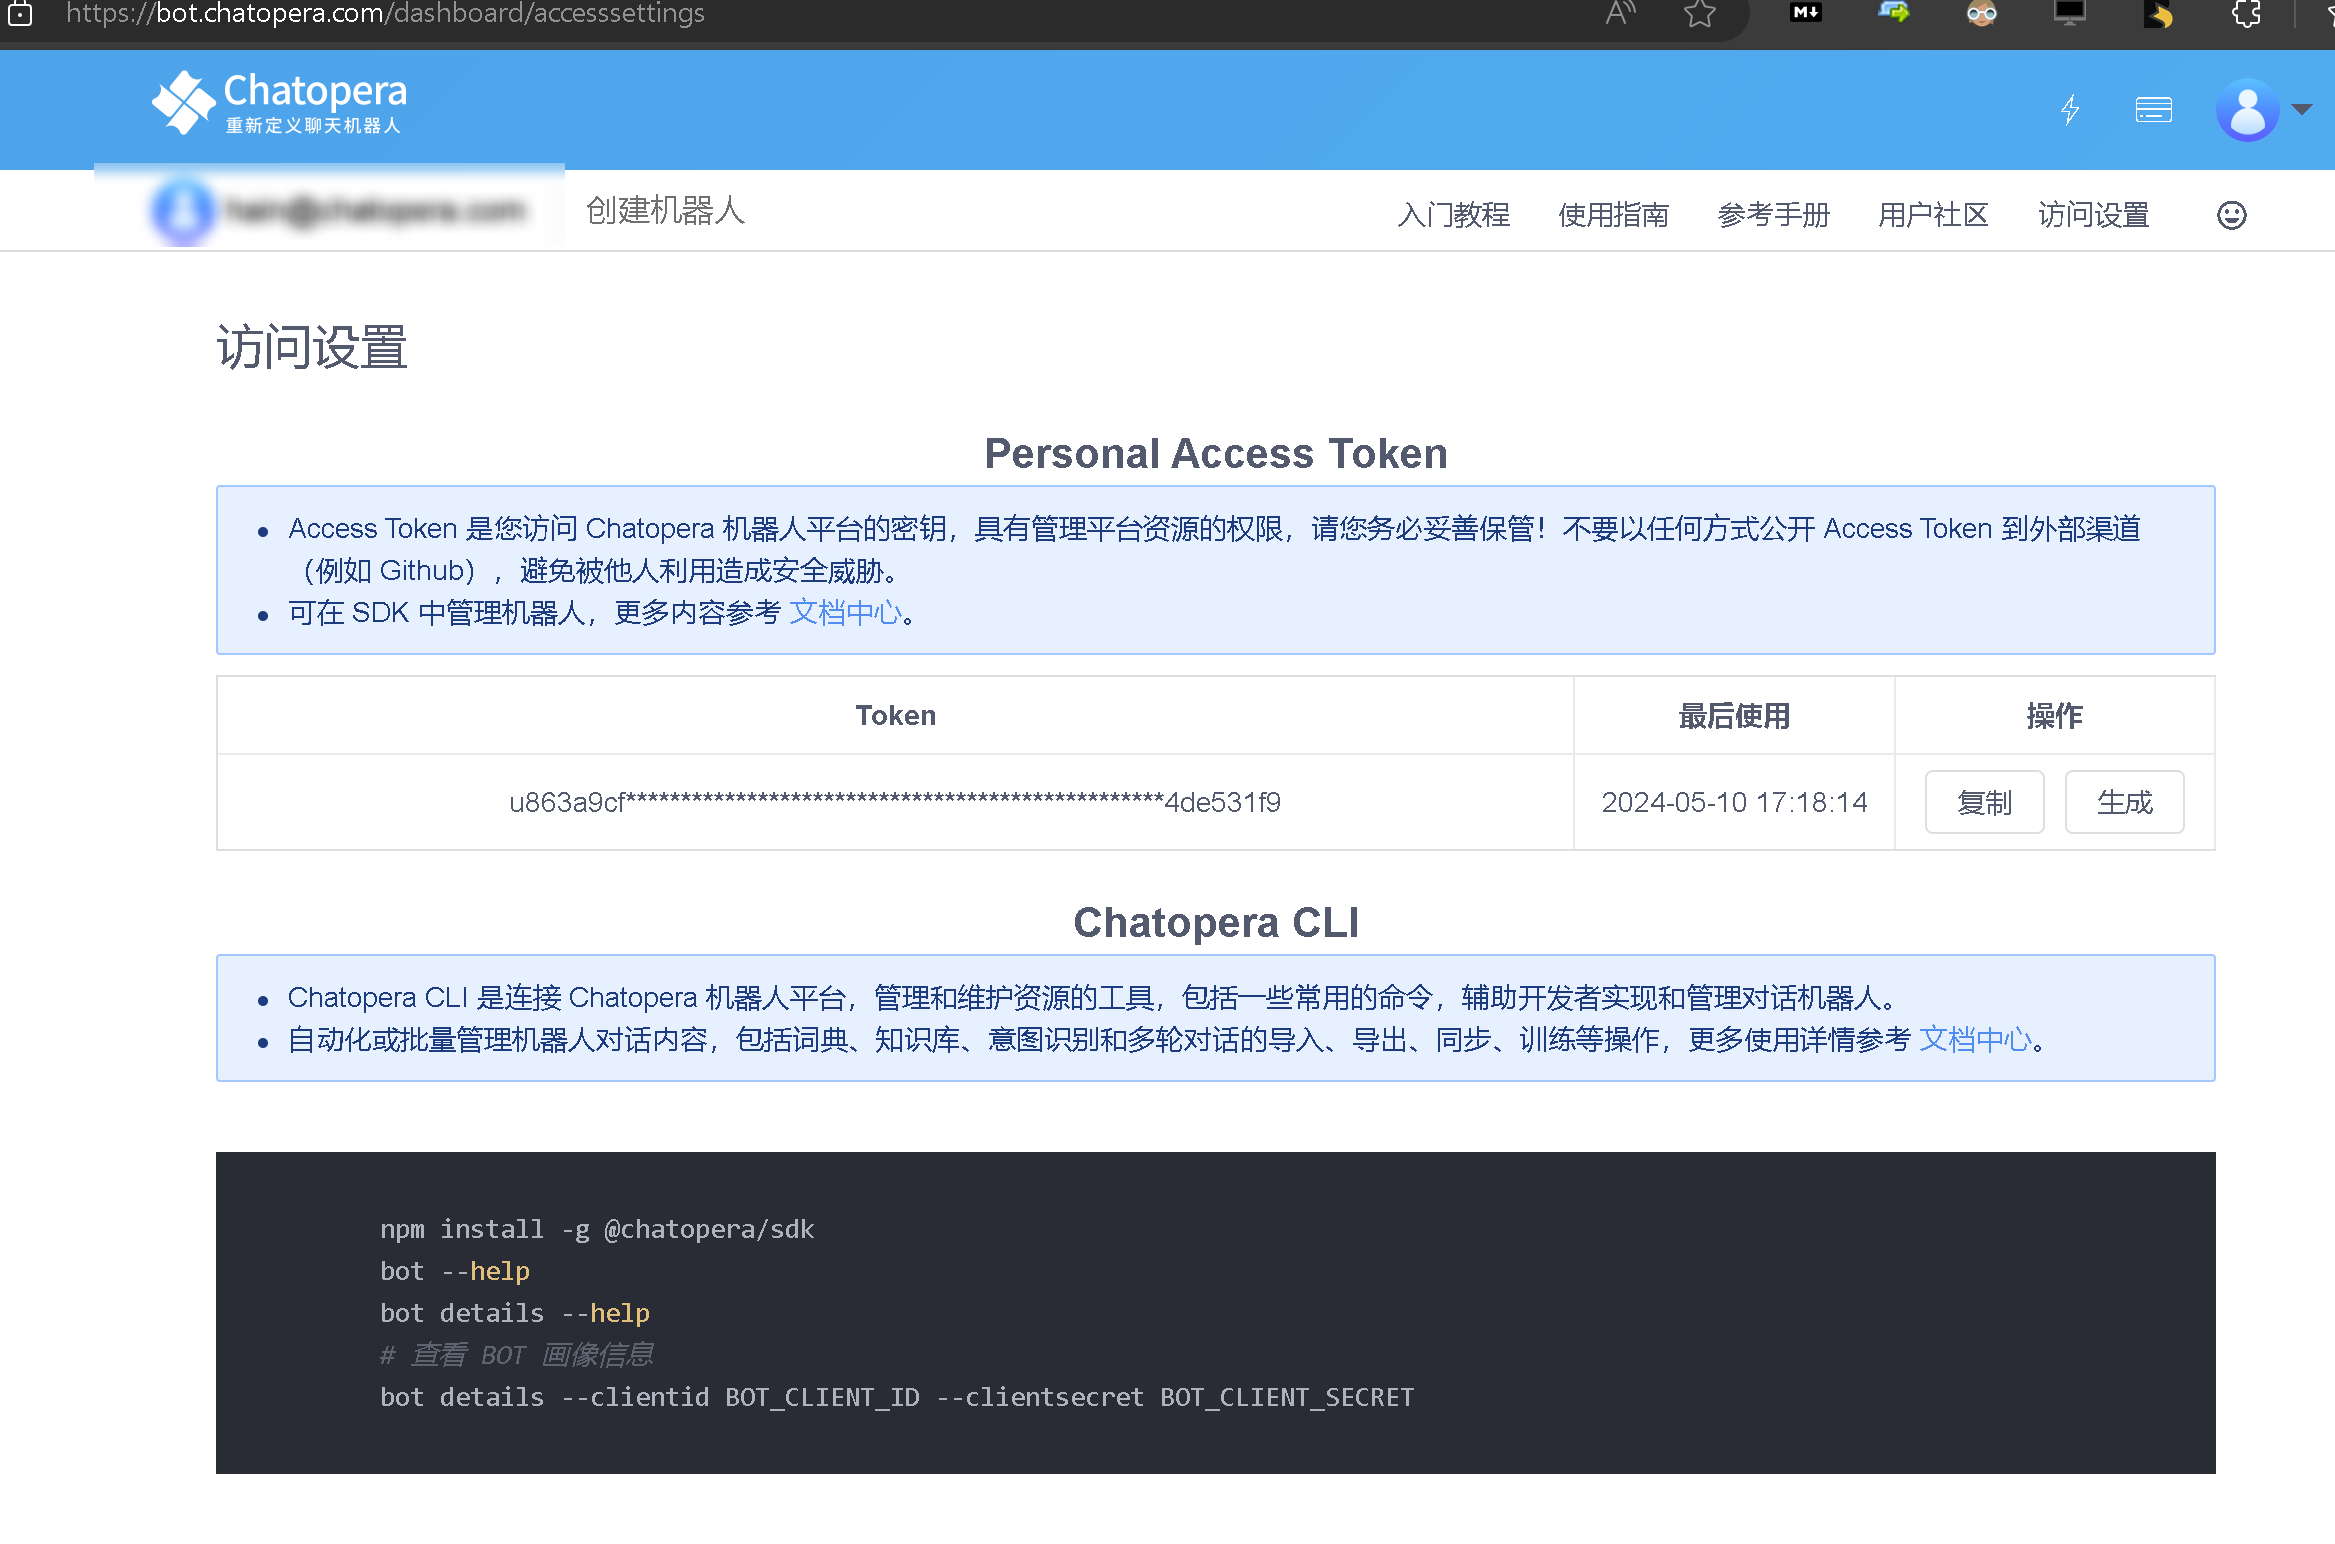 https://bot.chatopera.com/dashboard/accesssettings
Chatopera
重新定义聊天机器人
创建机器人
入门教程 使用指南 参考手册 用户社区 访问设置
访问设置
Personal Access Token
Access Token 是您访问 Chatopera 机器人平台的密钥，具有管理平台资源的权限，请您务必妥善保管！不要以任何方式公开 Access Token 到外部渠道
（例如 Github），避免被他人利用造成安全威胁。
可在 SDK 中管理机器人，更多内容参考 文档中心。
Token 最后使用 操作
u863a9cf************************************************4de531f9 2024-05-10 17:18:14 复制 生成
Chatopera CLI
Chatopera CLI 是连接 Chatopera 机器人平台，管理和维护资源的工具，包括一些常用的命令，辅助开发者实现和管理对话机器人。
自动化或批量管理机器人对话内容，包括词典、知识库、意图识别和多轮对话的导入、导出、同步、训练等操作，更多使用详情参考 文档中心。
npm install -g @chatopera/sdk
bot --help
bot details --help
# 查看 BOT 画像信息
bot details --clientid BOT_CLIENT_ID --clientsecret BOT_CLIENT_SECRET